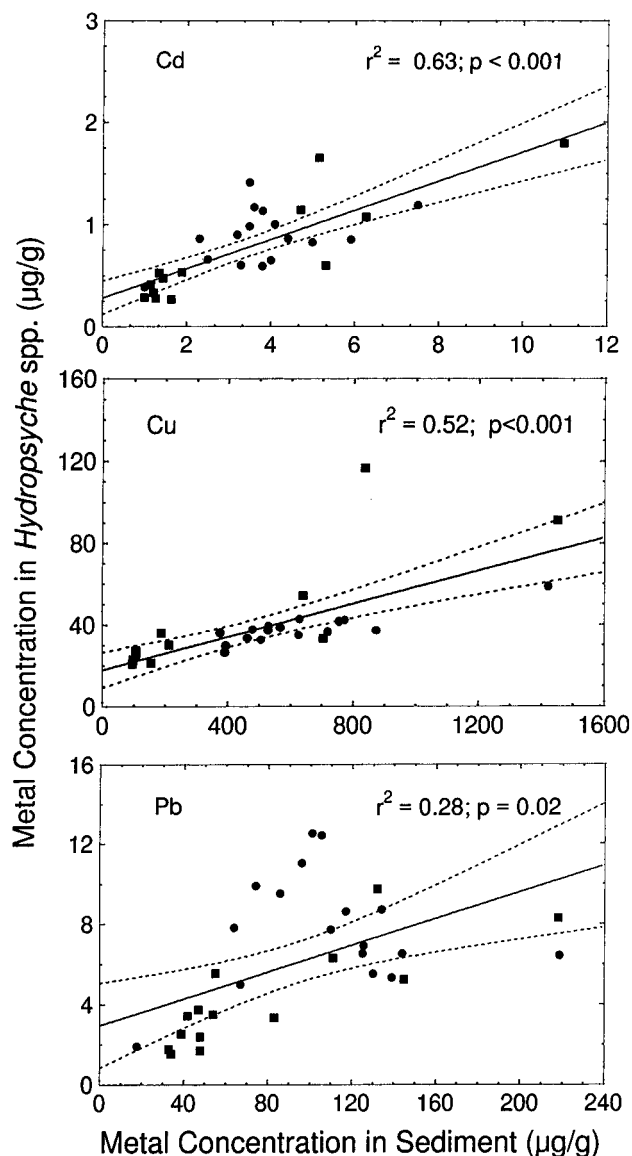 Metal Concentration in Hydropsyche spp. (µg/g)
Cd
r² = 0.63; p < 0.001
3
2
1
0
0 2 4 6 8 10 12
Cu
r² = 0.52; p<0.001
160
120
80
40
0
0 400 800 1200 1600
Pb
r² = 0.28; p = 0.02
16
12
8
4
0
0 40 80 120 160 200 240
Metal Concentration in Sediment (µg/g)